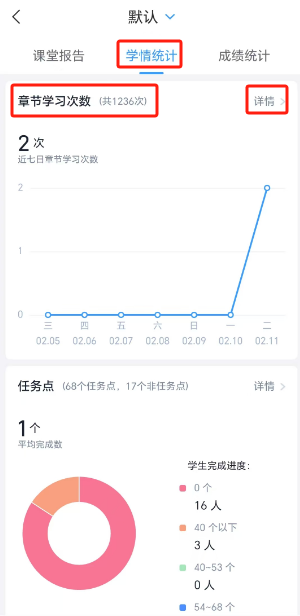 默认
课堂报告 学情统计 成绩统计
章节学习次数 (共1236次) 详情
2 次
近七日章节学习次数
2
1
0
三 四 五 六 日 一 二
02.05 02.06 02.07 02.08 02.09 02.10 02.11
任务点 (68个任务点，17个非任务点) 详情
1 个
平均完成数
学生完成进度：
0 个
16 人
40 个以下
3 人
40~53 个
0 人
54~68 个